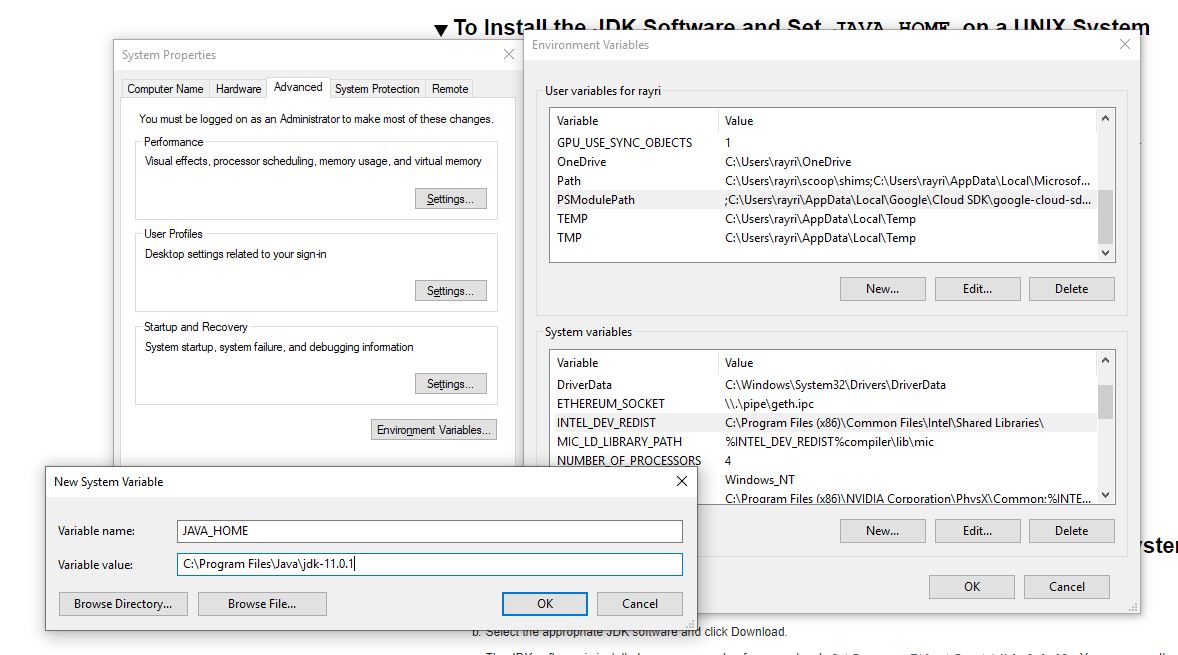 ▼ To Install the JDK Software and Set JAVA_HOME on a UNIX System
System Properties
Computer Name
Hardware
Advanced
System Protection
Remote
You must be logged on as an Administrator to make most of these changes.
Performance
Visual effects, processor scheduling, memory usage, and virtual memory
Settings...
User Profiles
Desktop settings related to your sign-in
Settings...
Startup and Recovery
System startup, system failure, and debugging information
Settings...
Environment Variables...
Environment Variables
User variables for rayri
Variable Value
GPU_USE_SYNC_OBJECTS 1
OneDrive C:\Users\rayri\OneDrive
Path C:\Users\rayri\scoop\shims;C:\Users\rayri\AppData\Local\Microsof...
PSModulePath ;C:\Users\rayri\AppData\Local\Google\Cloud SDK\google-cloud-sd...
TEMP C:\Users\rayri\AppData\Local\Temp
TMP C:\Users\rayri\AppData\Local\Temp
New... Edit... Delete
System variables
Variable Value
DriverData C:\Windows\System32\Drivers\DriverData
ETHEREUM_SOCKET \\.\pipe\geth.ipc
INTEL_DEV_REDIST C:\Program Files (x86)\Common Files\Intel\Shared Libraries\
MIC_LD_LIBRARY_PATH %INTEL_DEV_REDIST%compiler\lib\mic
NUMBER_OF_PROCESSORS 4
Windows_NT
C:\Program Files (x86)\NVIDIA Corporation\PhysX\Common;%INTE...
New... Edit... Delete
OK Cancel
New System Variable
Variable name: JAVA_HOME
Variable value: C:\Program Files\Java\jdk-11.0.1
Browse Directory... Browse File... OK Cancel
b. Select the appropriate JDK software and click Download.